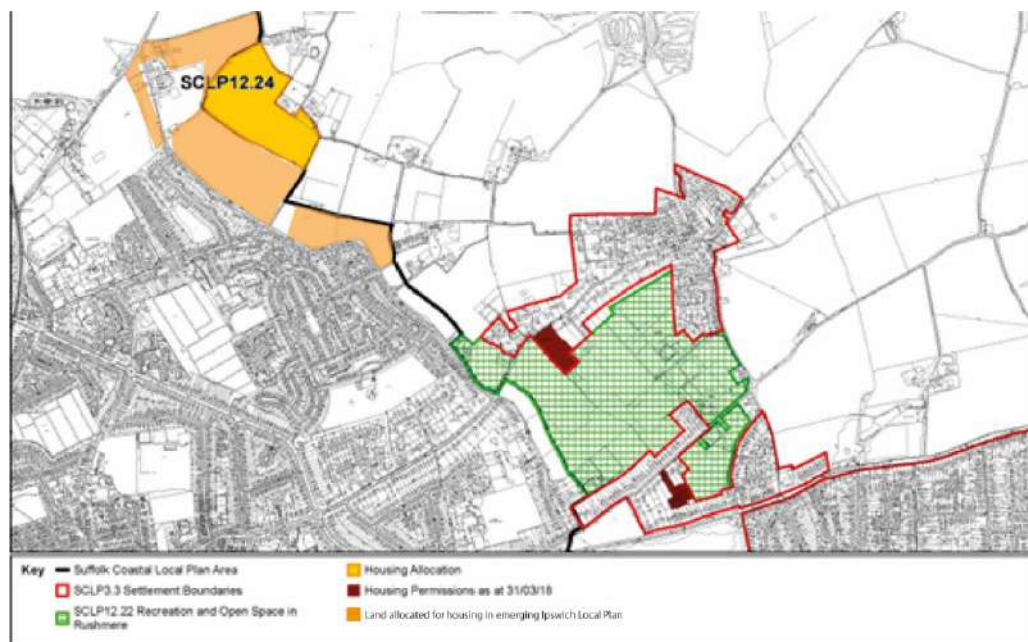 SCLP12.24
Key
Suffolk Coastal Local Plan Area
Housing Allocation
SCLP3.3 Settlement Boundaries
Housing Permissions as at 31/03/18
SCLP12.22 Recreation and Open Space in
Rushmere
Land allocated for housing in emerging Ipswich Local Plan